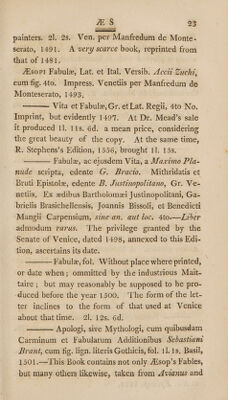 Æ S 23
painters. 2l. 2s. Ven. per Manfredum de Monte-
serato, 1491. A very scarce book, reprinted from
that of 1481.
ÆSOPI Fabulæ, Lat. et Ital. Versib. Accii Zuchi,
cum fig. 4to. Impress. Venetiis per Manfredum de
Monteserato, 1493.
——— Vita et Fabulæ, Gr. et Lat. Regii, 4to No.
Imprint, but evidently 1497. At Dr. Mead's sale
it produced 1l. 11s. 6d. a mean price, considering
the great beauty of the copy. At the same time,
R. Stephens's Edition, 1556, brought 1l. 13s.
——— Fabulæ, ac ejusdem Vita, a Maximo Pla-
nude scripta, edente G. Bracio. Mithridatis et
Bruti Epistolæ, edente B. Justinopolitano, Gr. Ve-
netiis. Ex ædibus Bartholomæi Justinopolitani, Ga-
brielis Brasichellensis, Joannis Bissoli, et Benedicti
Mangii Carpensium, sine an. aut loc. 4to—Liber
admodum rarus. The privilege granted by the
Senate of Venice, dated 1498, annexed to this Edi-
tion, ascertains its date.
——— Fabulæ, fol. Without place where printed,
or date when; ommitted by the industrious Mait-
taire; but may reasonably be supposed to be pro-
duced before the year 1500. The form of the let-
ter inclines to the form of that used at Venice
about that time. 2l. 12s. 6d.
——— Apologi, sive Mythologi, cum quibusdam
Carminum et Fabularum Additionibus Sebastiani
Brant, cum fig. lign. literis Gothicis, fol. 1l. 1s. Basil,
1501.—This Book contains not only Æsop's Fables,
but many others likewise, taken from Avianus and